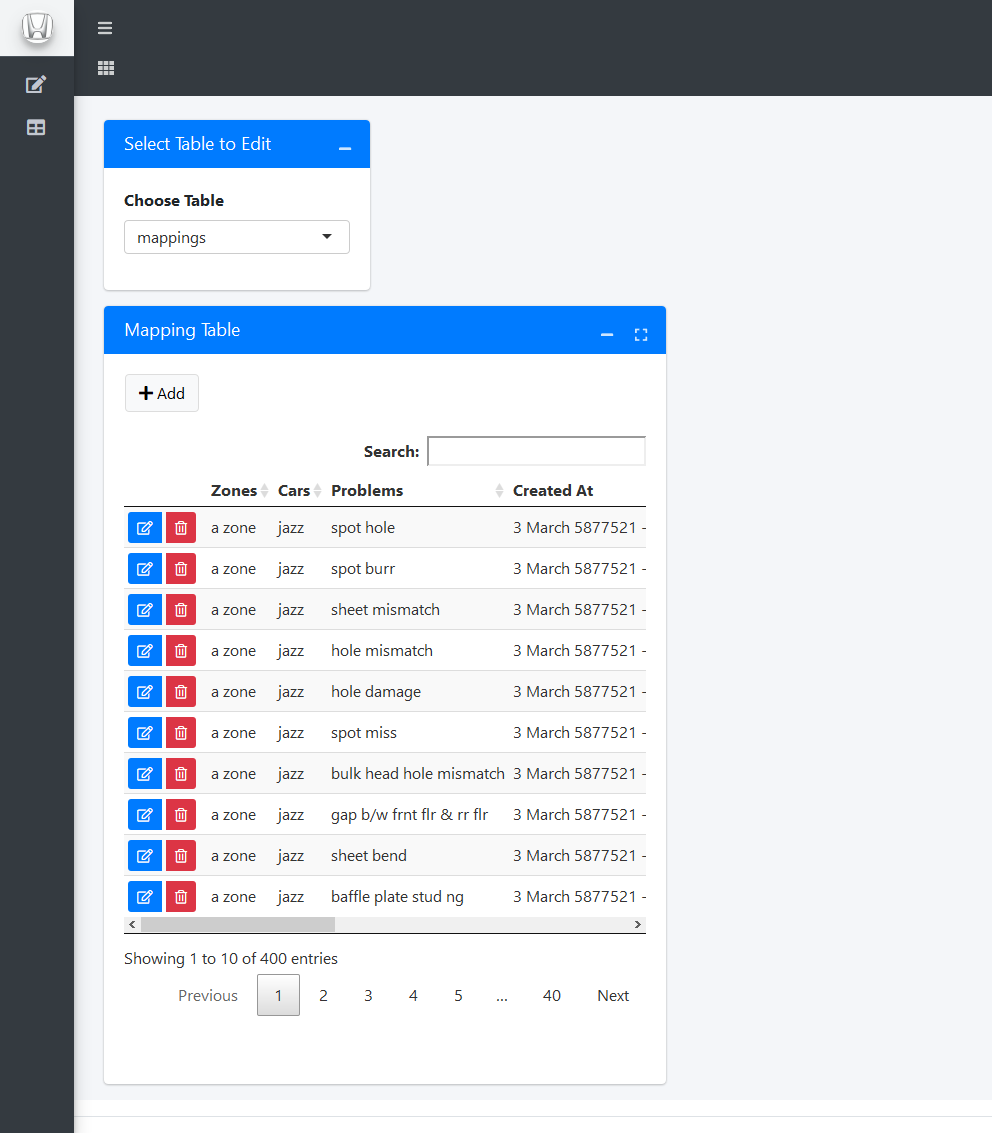 Select Table to Edit
Choose Table
mappings
Mapping Table
Add
Search:
Zones Cars Problems Created At
a zone jazz spot hole 3 March 5877521 -
a zone jazz spot burr 3 March 5877521 -
a zone jazz sheet mismatch 3 March 5877521 -
a zone jazz hole mismatch 3 March 5877521 -
a zone jazz hole damage 3 March 5877521 -
a zone jazz spot miss 3 March 5877521 -
a zone jazz bulk head hole mismatch 3 March 5877521 -
a zone jazz gap b/w frnt flr & rr flr 3 March 5877521 -
a zone jazz sheet bend 3 March 5877521 -
a zone jazz baffle plate stud ng 3 March 5877521 -
Showing 1 to 10 of 400 entries
Previous 1 2 3 4 5 … 40 Next